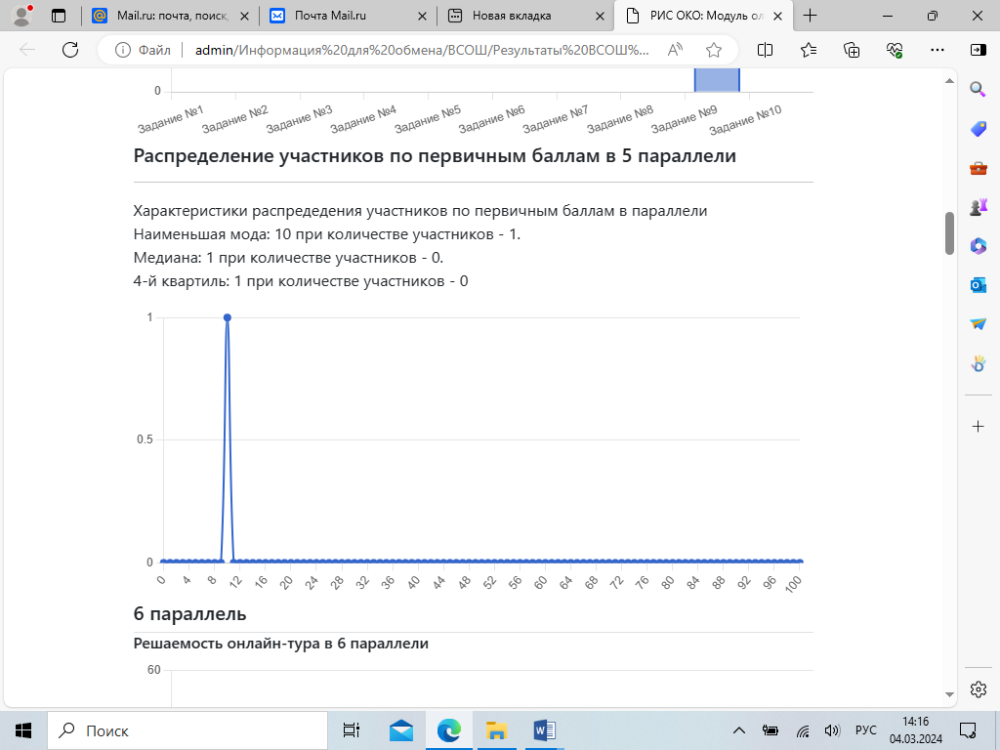 Mail.ru: почта, поиск,
Почта Mail.ru
Новая вкладка
РИС ОКО: Модуль ол
Файл
admin/Информация%20для%20обмена/ВСОШ/Результаты%20ВСОШ%...
0
Задание №1
Задание №2
Задание №3
Задание №4
Задание №5
Задание №6
Задание №7
Задание №8
Задание №9
Задание №10
Распределение участников по первичным баллам в 5 параллели
Характеристики распредедения участников по первичным баллам в параллели
Наименьшая мода: 10 при количестве участников - 1.
Медиана: 1 при количестве участников - 0.
4-й квартиль: 1 при количестве участников - 0
1
0.5
0
0 4 8 12 16 20 24 28 32 36 40 44 48 52 56 60 64 68 72 76 80 84 88 92 96 100
6 параллель
Решаемость онлайн-тура в 6 параллели
60
Поиск
РУС
14:16
04.03.2024